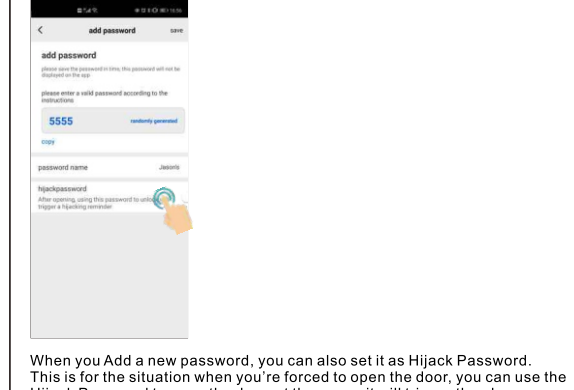 add password
save
add password
please save the password in time, this password will not be
displayed on the app
please enter a valid password according to the
instructions
5555
randomly generated
copy
password name
Jasoris
hijackpassword
After opening, using this password to unlock
trigger a hijacking reminder
When you Add a new password, you can also set it as Hijack Password.
This is for the situation when you’re forced to open the door, you can use the